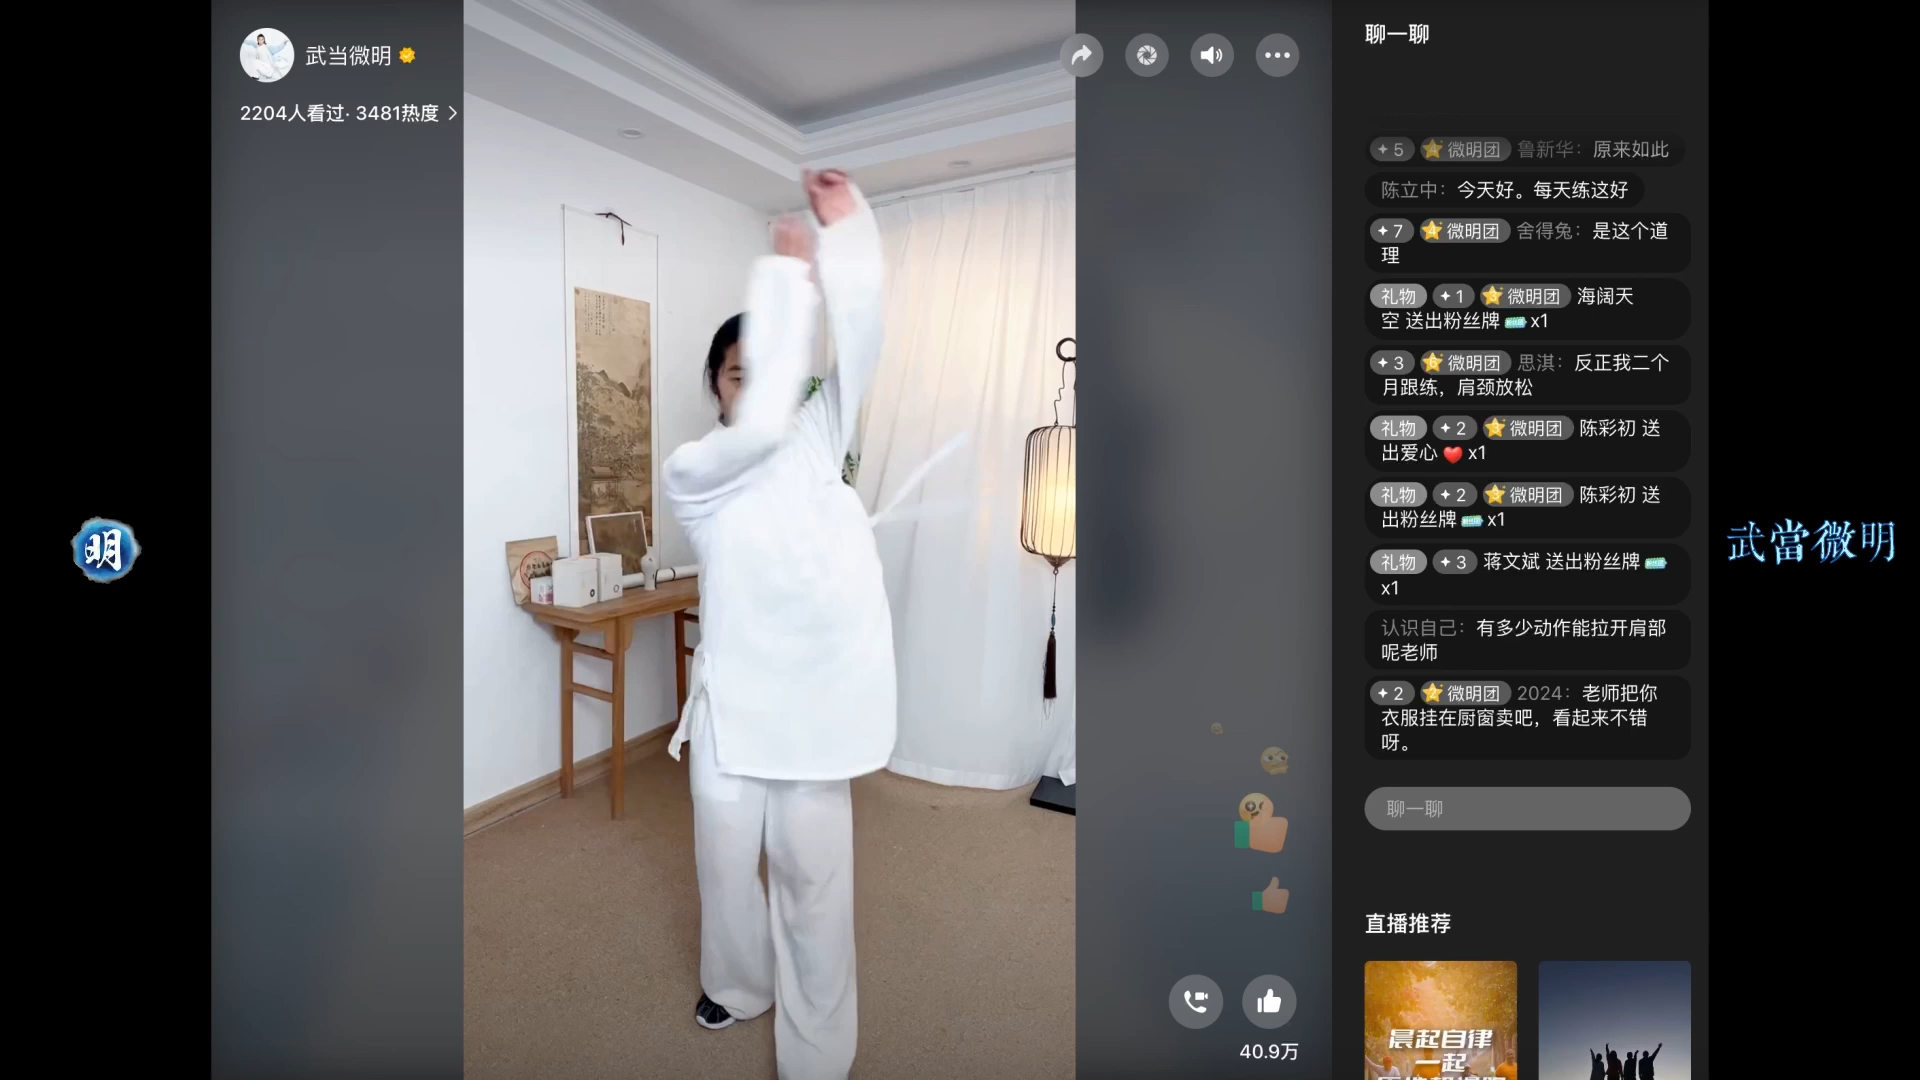 武当微明
2204人看过· 3481热度
聊一聊
5 微明团 鲁新华：原来如此
陈立中：今天好。每天练这好
7 微明团 舍得兔：是这个道
理
礼物 1 微明团 海阔天
空 送出粉丝牌 x1
3 微明团 思淇：反正我二个
月跟练，肩颈放松
礼物 2 微明团 陈彩初 送
出爱心 x1
礼物 2 微明团 陈彩初 送
出粉丝牌 x1
礼物 3 蒋文斌 送出粉丝牌
x1
认识自己：有多少动作能拉开肩部
呢老师
2 微明团 2024：老师把你
衣服挂在厨窗卖吧，看起来不错
呀。
聊一聊
直播推荐
晨起自律
一起
40.9万
明
武當微明